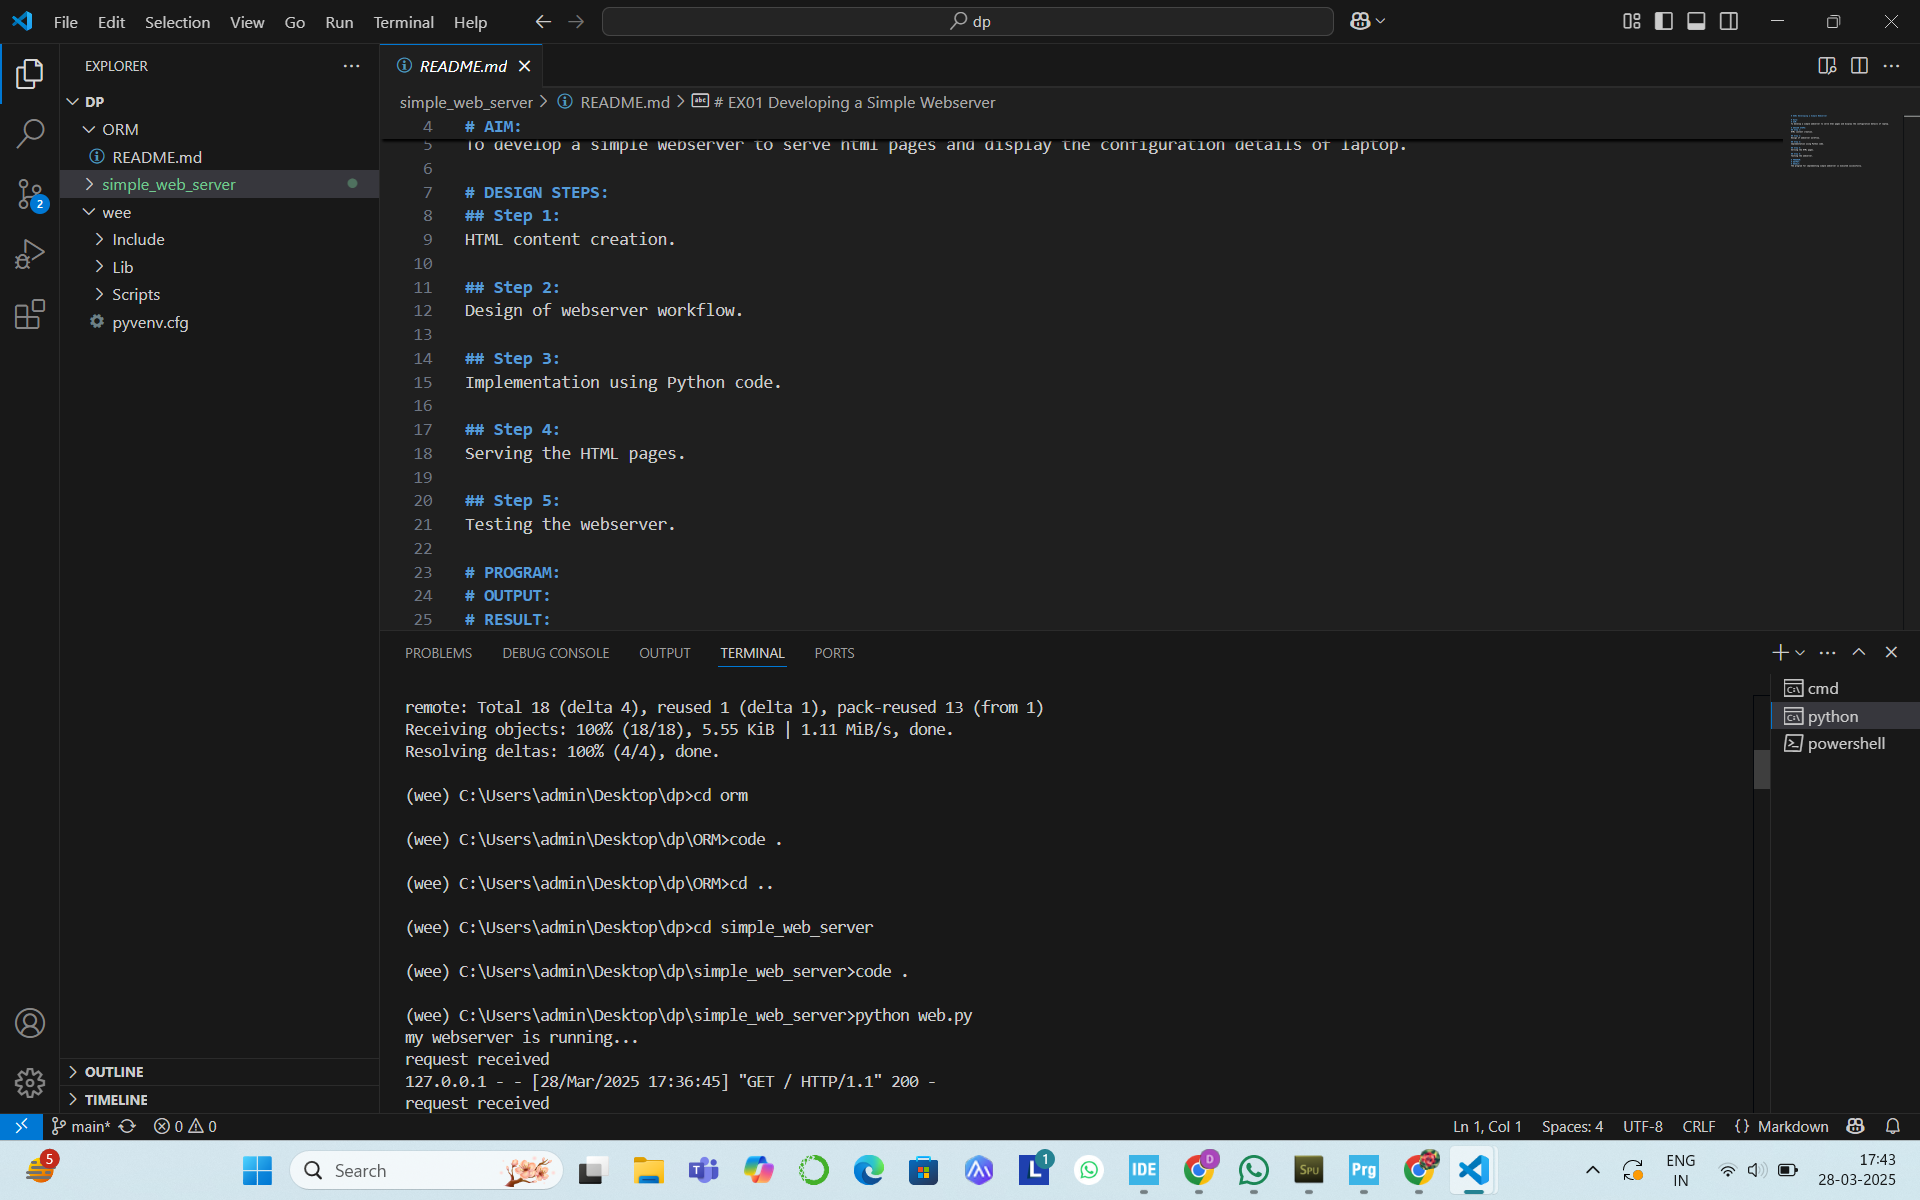 File Edit Selection View Go Run Terminal Help
dp
EXPLORER
DP
ORM
README.md
simple_web_server
wee
Include
Lib
Scripts
pyvenv.cfg
OUTLINE
TIMELINE
2
README.md
simple_web_server > README.md > # EX01 Developing a Simple Webserver
4 # AIM:
5 To develop a simple webserver to serve html pages and display the configuration details of laptop.
6
7 # DESIGN STEPS:
8 ## Step 1:
9 HTML content creation.
10
11 ## Step 2:
12 Design of webserver workflow.
13
14 ## Step 3:
15 Implementation using Python code.
16
17 ## Step 4:
18 Serving the HTML pages.
19
20 ## Step 5:
21 Testing the webserver.
22
23 # PROGRAM:
24 # OUTPUT:
25 # RESULT:
PROBLEMS DEBUG CONSOLE OUTPUT TERMINAL PORTS
cmd
python
powershell
remote: Total 18 (delta 4), reused 1 (delta 1), pack-reused 13 (from 1)
Receiving objects: 100% (18/18), 5.55 KiB | 1.11 MiB/s, done.
Resolving deltas: 100% (4/4), done.
(wee) C:\Users\admin\Desktop\dp>cd orm
(wee) C:\Users\admin\Desktop\dp\ORM>code .
(wee) C:\Users\admin\Desktop\dp\ORM>cd ..
(wee) C:\Users\admin\Desktop\dp>cd simple_web_server
(wee) C:\Users\admin\Desktop\dp\simple_web_server>code .
(wee) C:\Users\admin\Desktop\dp\simple_web_server>python web.py
my webserver is running...
request received
127.0.0.1 - - [28/Mar/2025 17:36:45] "GET / HTTP/1.1" 200 -
request received
main* 0 0
Ln 1, Col 1 Spaces: 4 UTF-8 CRLF {} Markdown
5
Search
L 1
IDE
D
Spu
Prg
ENG
IN
17:43
28-03-2025